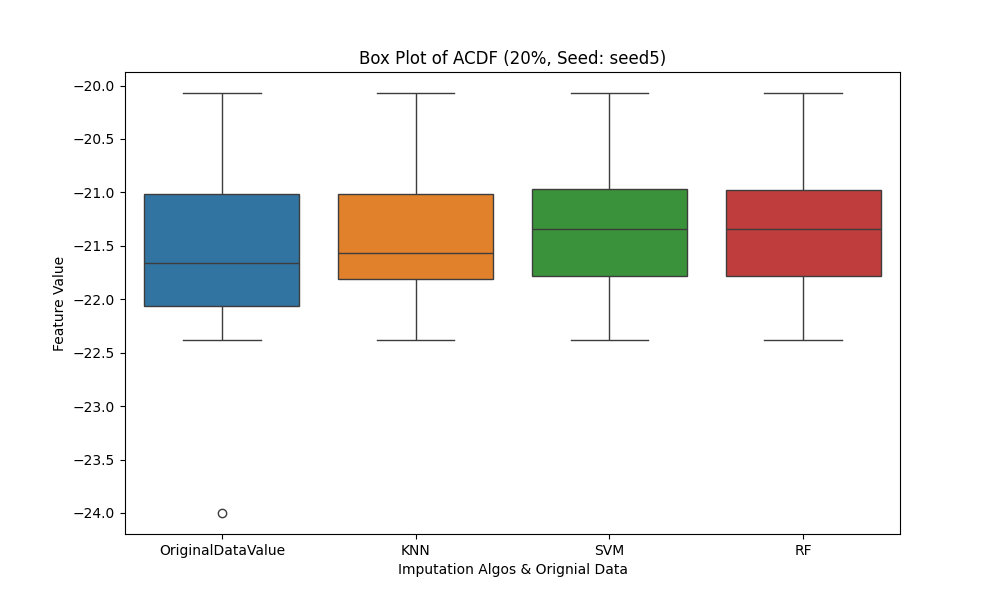 Box Plot of ACDF (20%, Seed: seed5)
−20.0
−20.5
−21.0
−21.5
−22.0
−22.5
−23.0
−23.5
−24.0
Feature Value
OriginalDataValue KNN SVM RF
Imputation Algos & Orignial Data